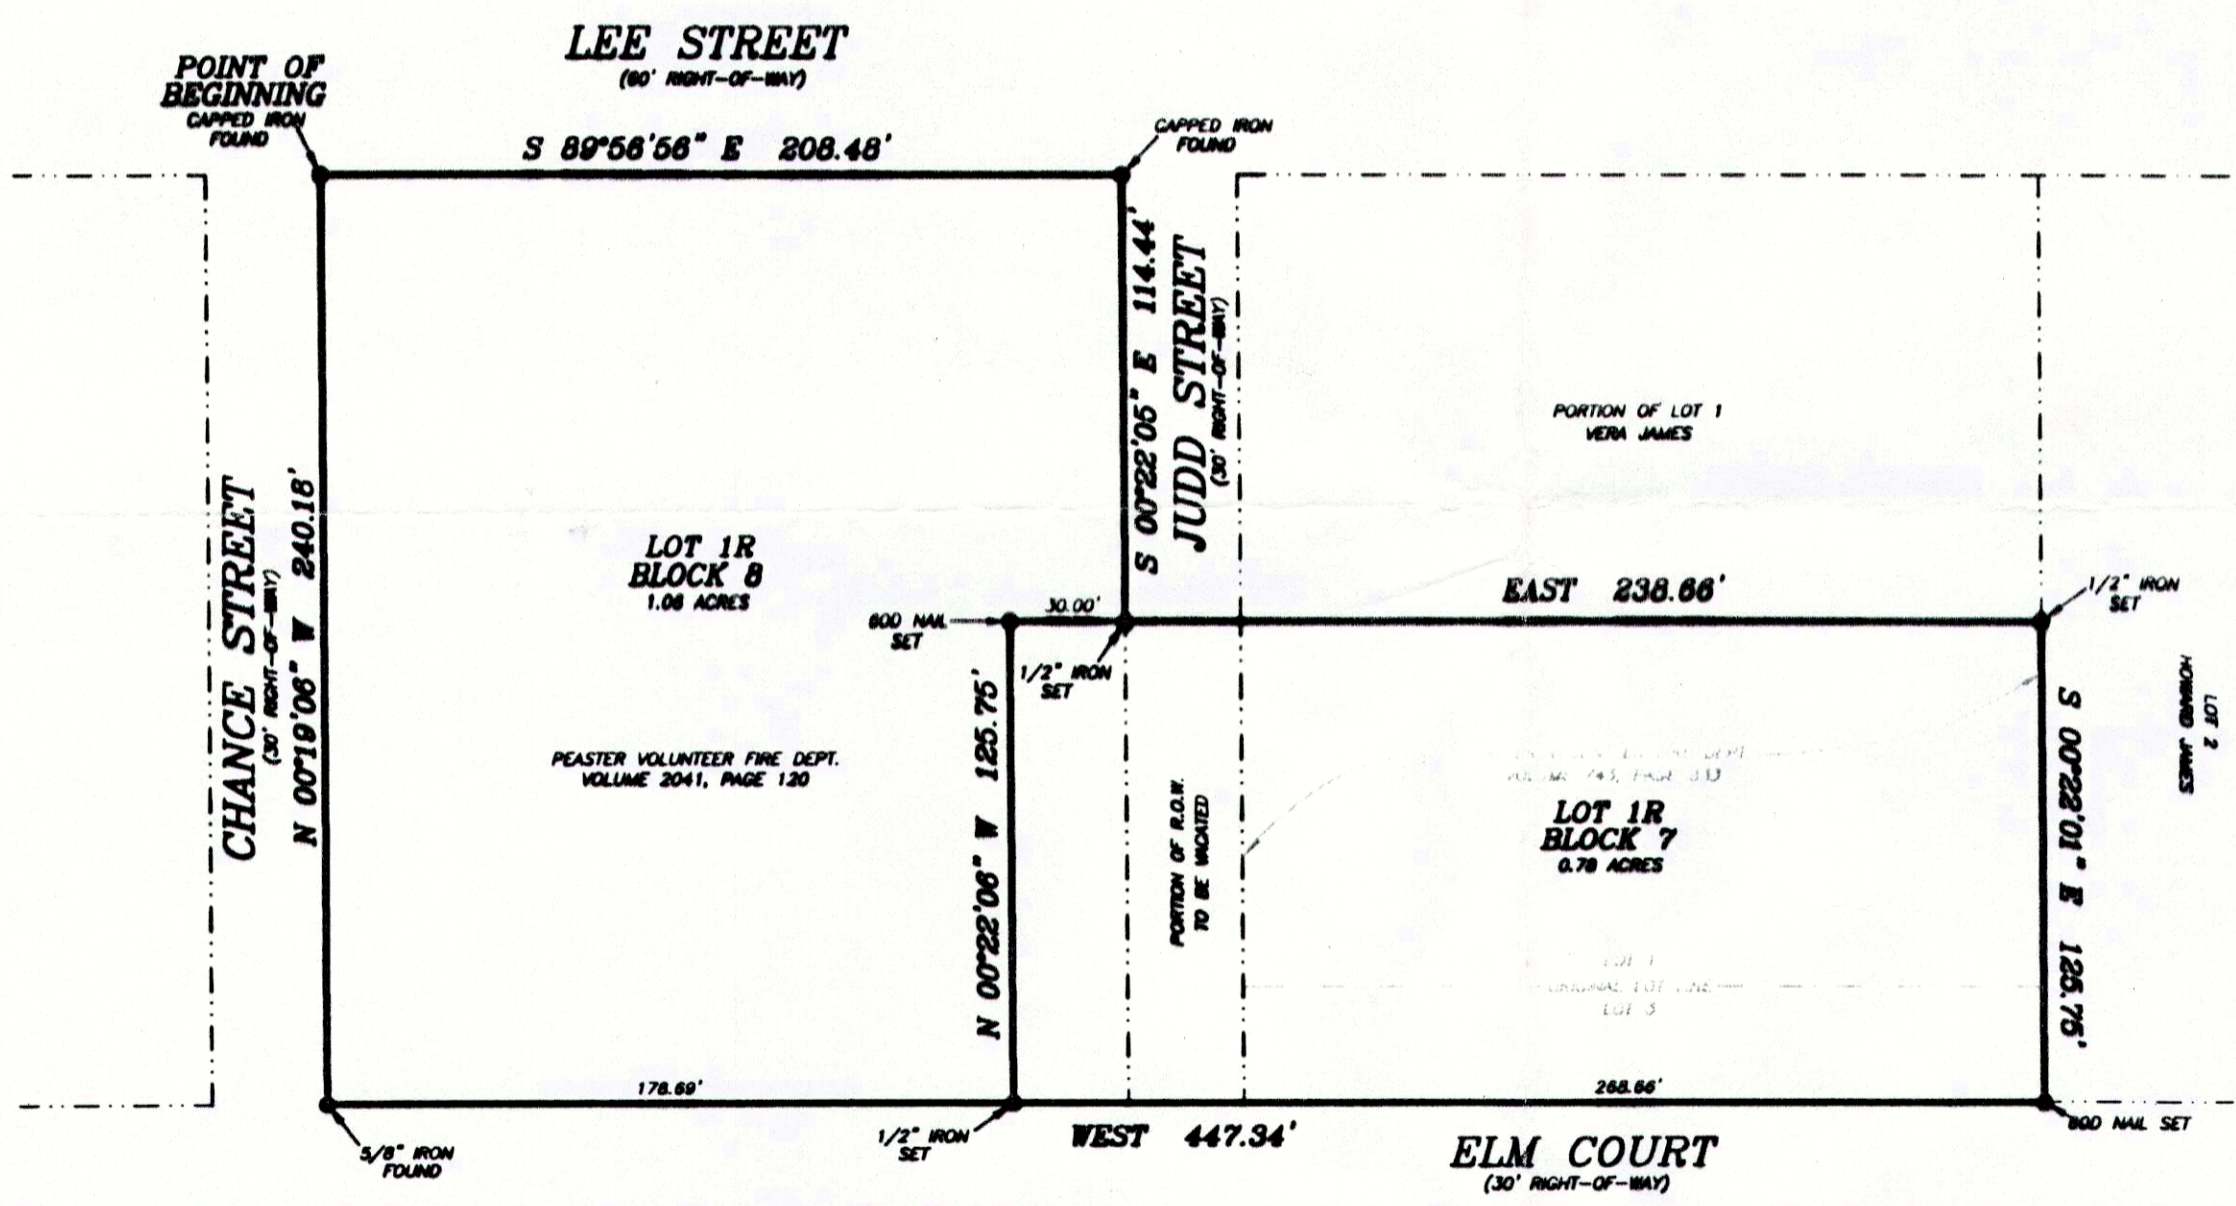 LEE STREET
(60' RIGHT-OF-WAY)
POINT OF
BEGINNING
CAPPED IRON
FOUND
S 89°56'56" E 208.48'
CAPPED IRON
FOUND
S 00°22'05" E 114.44'
JUDD STREET
(30' RIGHT-OF-WAY)
PORTION OF LOT 1
VERA JAMES
CHANCE STREET
(30' RIGHT-OF-WAY)
N 00°19'06" W 240.18'
LOT 1R
BLOCK 8
1.06 ACRES
60D NAIL
SET
30.00'
1/2" IRON
SET
EAST 238.66'
1/2" IRON
SET
LOT 2
HOWARD JAMES
PEASTER VOLUNTEER FIRE DEPT.
VOLUME 2041, PAGE 120
N 00°22'06" W 125.75'
PORTION OF R.O.W.
TO BE VACATED
LOT 1R
BLOCK 7
0.78 ACRES
S 00°22'01" E 125.75'
LOT 1
ORIGINAL LOT LINE
178.69'
268.66'
5/8" IRON
FOUND
1/2" IRON
SET
WEST 447.34'
60D NAIL SET
ELM COURT
(30' RIGHT-OF-WAY)